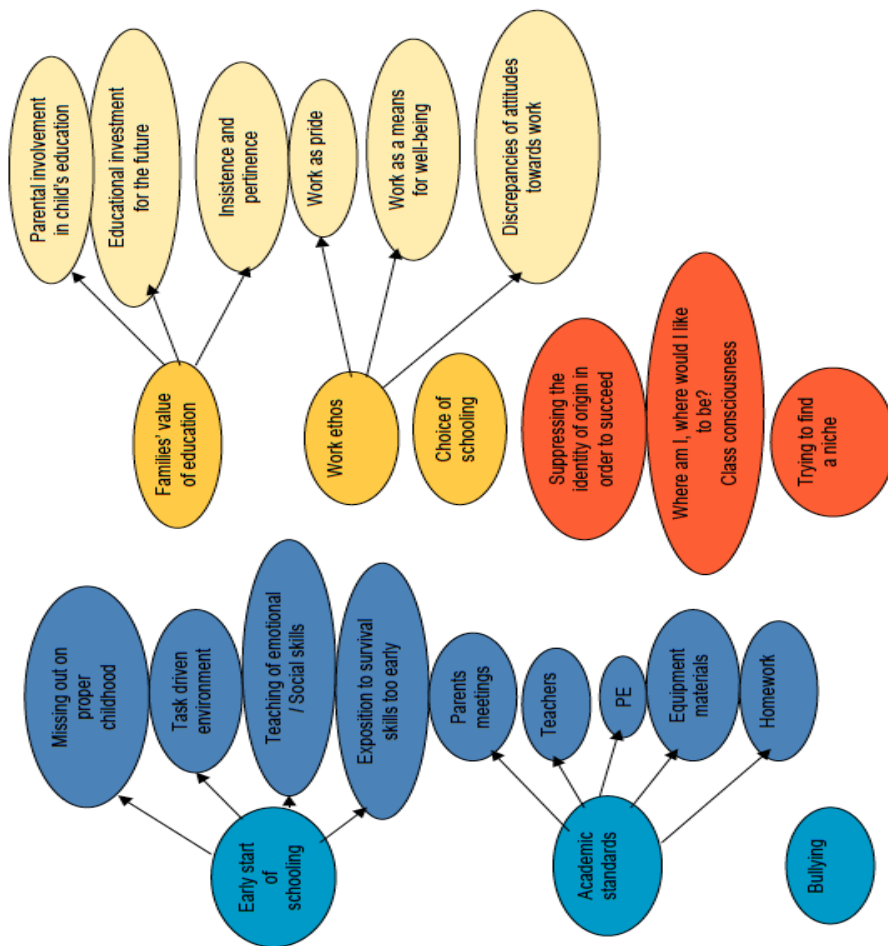 Bullying
Academic
standards
Early start
of
schooling
Homework
Equipment
materials
PE
Teachers
Parents
meetings
Exposition to survival
skills too early
Teaching of emotional
/ Social skills
Task driven
environment
Missing out on
proper
childhood
Trying to find
a niche
Where am I, where would I like
to be?
Class consciousness
Suppressing the
identity of origin in
order to succeed
Choice of
schooling
Work ethos
Families' value
of education
Discrepancies of attitudes
towards work
Work as a means
for well-being
Work as pride
Insistence and
pertinence
Educational investment
for the future
Parental involvement
in child's education